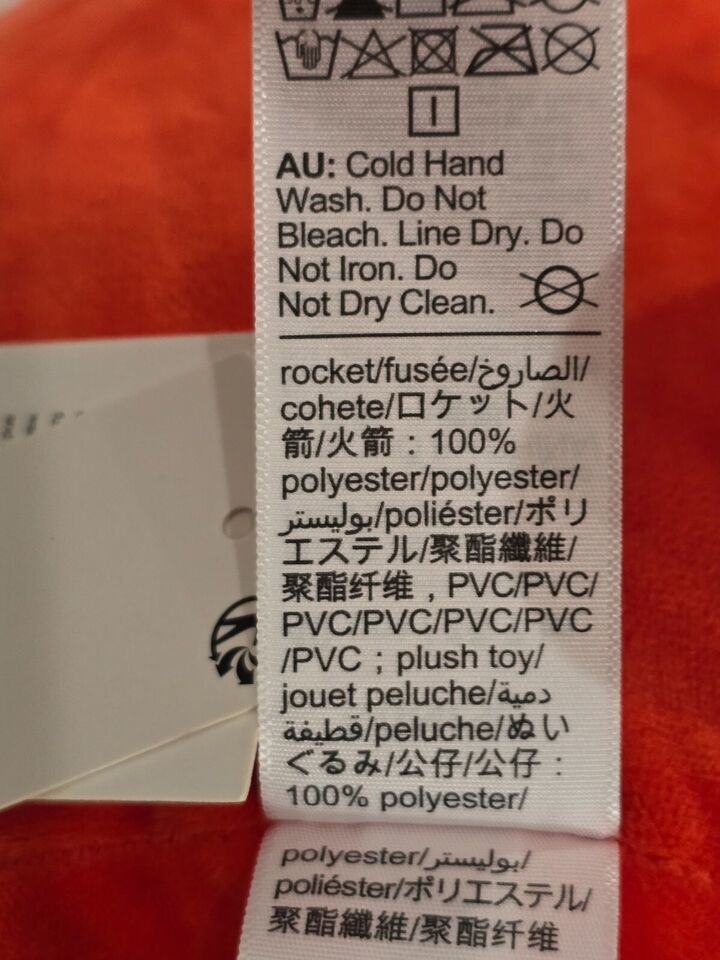 AU: Cold Hand
Wash. Do Not
Bleach. Line Dry. Do
Not Iron. Do
Not Dry Clean.
rocket/fusée/الصاروخ/
cohete/ロケット/火
箭/火箭：100%
polyester/polyester/
بوليستر/poliéster/ポリ
エステル/聚酯纖維/
聚酯纤维，PVC/PVC/
PVC/PVC/PVC/PVC
/PVC；plush toy/
jouet peluche/دمية
قطيفة/peluche/ぬい
ぐるみ/公仔/公仔：
100% polyester/
polyester/بوليستر/
poliéster/ポリエステル/
聚酯纖維/聚酯纤维